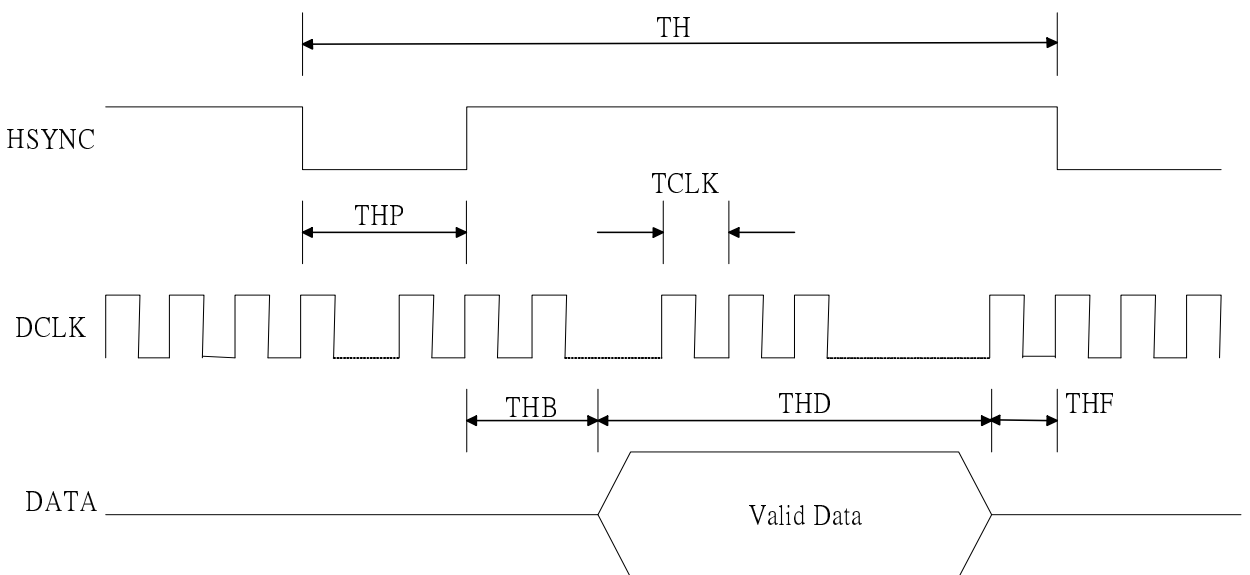 TH
HSYNC
TCLK
THP
DCLK
THB
THD
THF
DATA
Valid Data